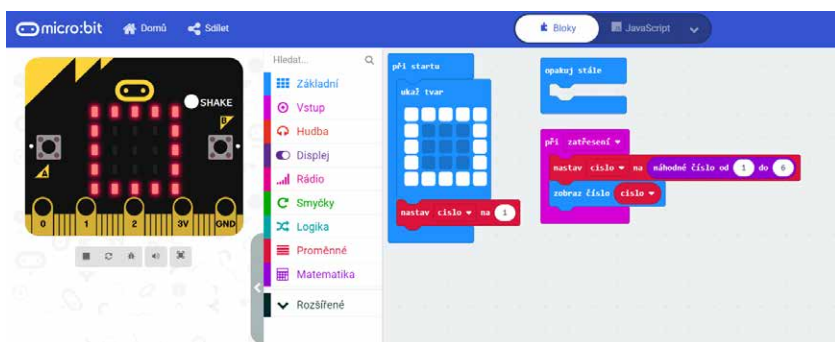 micro:bit Domů Sdílet Bloky JavaScript
SHAKE
B
A
0 1 2 3V GND
Hledat...
Základní
Vstup
Hudba
Displej
Rádio
Smyčky
Logika
Proměnné
Matematika
Rozšířené
při startu
ukaž tvar
nastav cislo na 1
opakuj stále
při zatřesení
nastav cislo na náhodné číslo od 1 do 6
zobraz číslo cislo